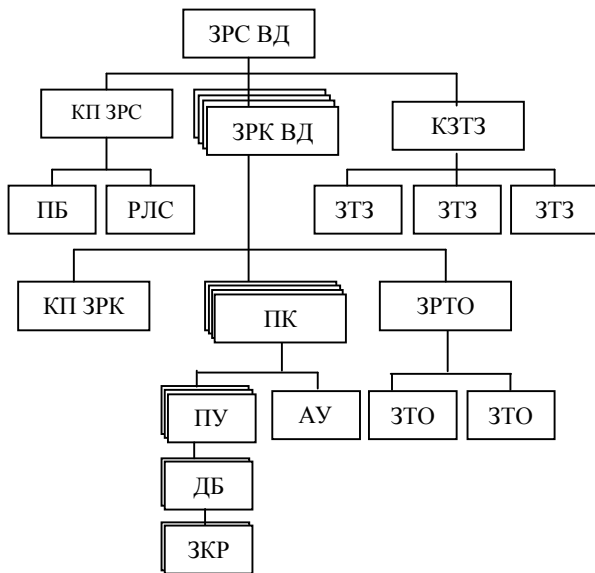 ЗРС ВД
КП ЗРС
ЗРК ВД
КЗТЗ
ПБ
РЛС
ЗТЗ
ЗТЗ
ЗТЗ
КП ЗРК
ПК
ЗРТО
ПУ
АУ
ЗТО
ЗТО
ДБ
ЗКР